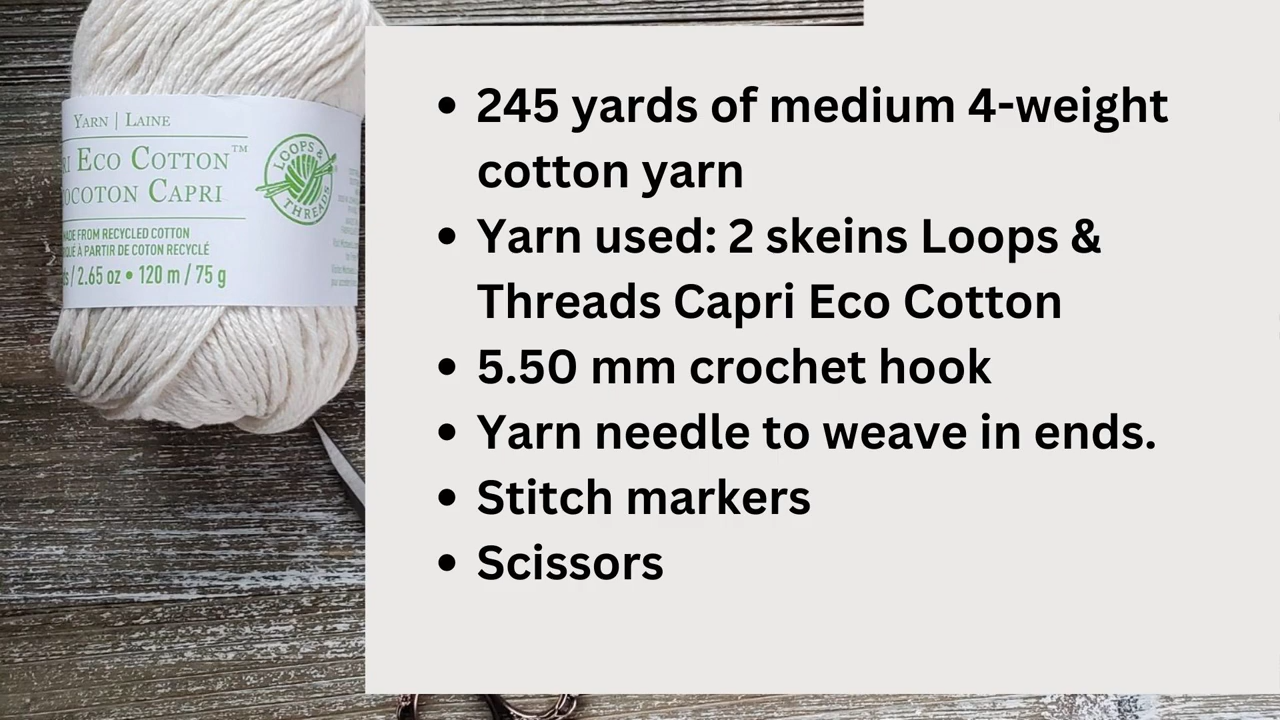 YARN | LAINE
ECO COTTON™
CAPRI
LOOPS &
THREADS
MADE FROM RECYCLED COTTON
À PARTIR DE COTON RECYCLÉ
/ 2.65 oz • 120 m / 75 g
• 245 yards of medium 4-weight
cotton yarn
• Yarn used: 2 skeins Loops &
Threads Capri Eco Cotton
• 5.50 mm crochet hook
• Yarn needle to weave in ends.
• Stitch markers
• Scissors